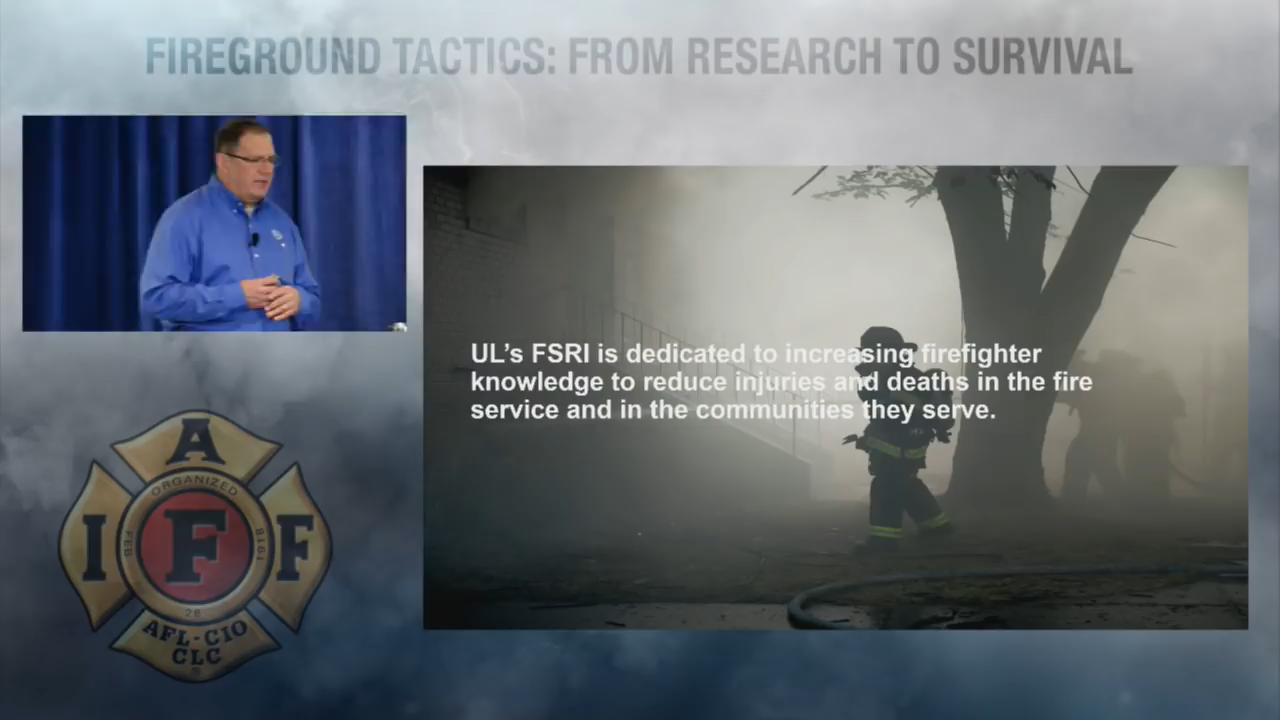 FIREGROUND TACTICS: FROM RESEARCH TO SURVIVAL
UL's FSRI is dedicated to increasing firefighter
knowledge to reduce injuries and deaths in the fire
service and in the communities they serve.
A
ORGANIZED
I F F
FEB 1918
28
AFL-CIO
CLC